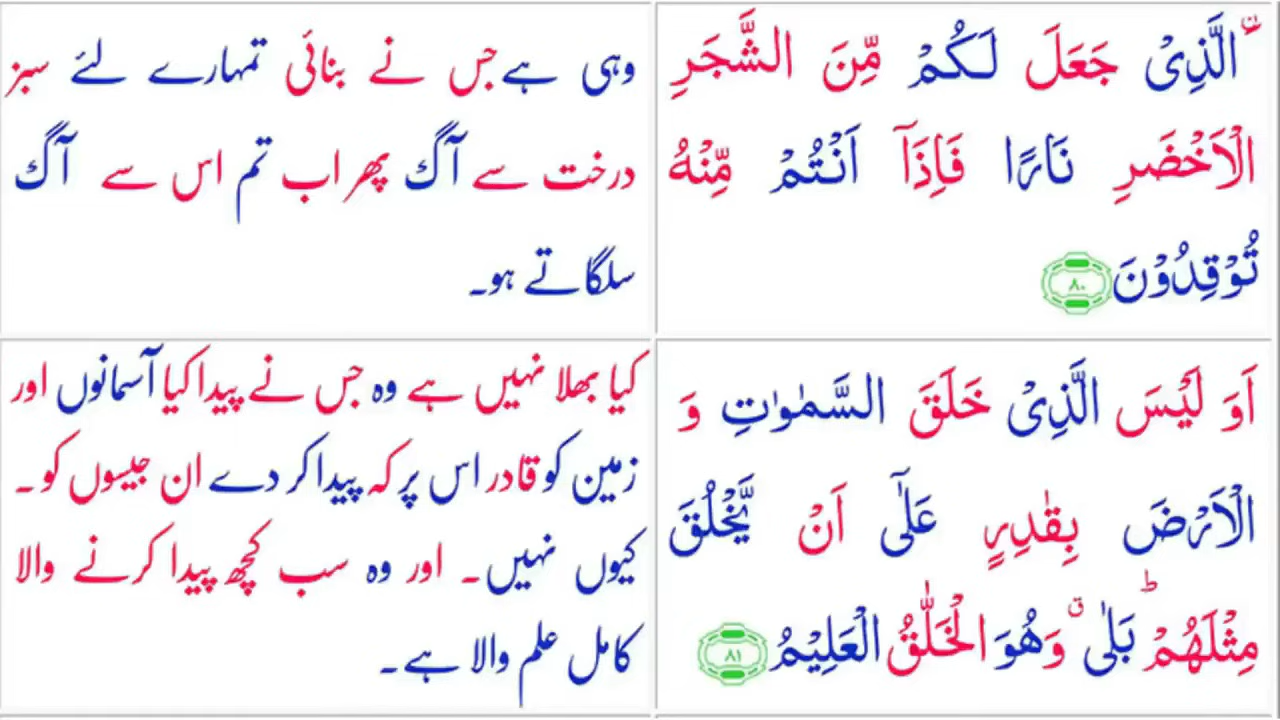 ۙ الَّذِیْ جَعَلَ لَكُمْ مِّنَ الشَّجَرِ
الْاَخْضَرِ نَارًا فَاِذَاۤ اَنْتُمْ مِّنْهُ
تُوْقِدُوْنَ ﴿۸۰﴾
وہی ہے جس نے بنائی تمہارے لئے سبز
درخت سے آگ پھر اب تم اس سے آگ
سلگاتے ہو۔
اَوَ لَیْسَ الَّذِیْ خَلَقَ السَّمٰوٰتِ وَ
الْاَرْضَ بِقٰدِرٍ عَلٰۤی اَنْ یَّخْلُقَ
مِثْلَهُمْ ؕ بَلٰی ۗ وَهُوَ الْخَلّٰقُ الْعَلِیْمُ ﴿۸۱﴾
کیا بھلا نہیں ہے وہ جس نے پیدا کیا آسمانوں اور
زمین کو قادر اس پر کہ پیدا کر دے ان جیسوں کو۔
کیوں نہیں۔ اور وہ سب کچھ پیدا کرنے والا
کامل علم والا ہے۔